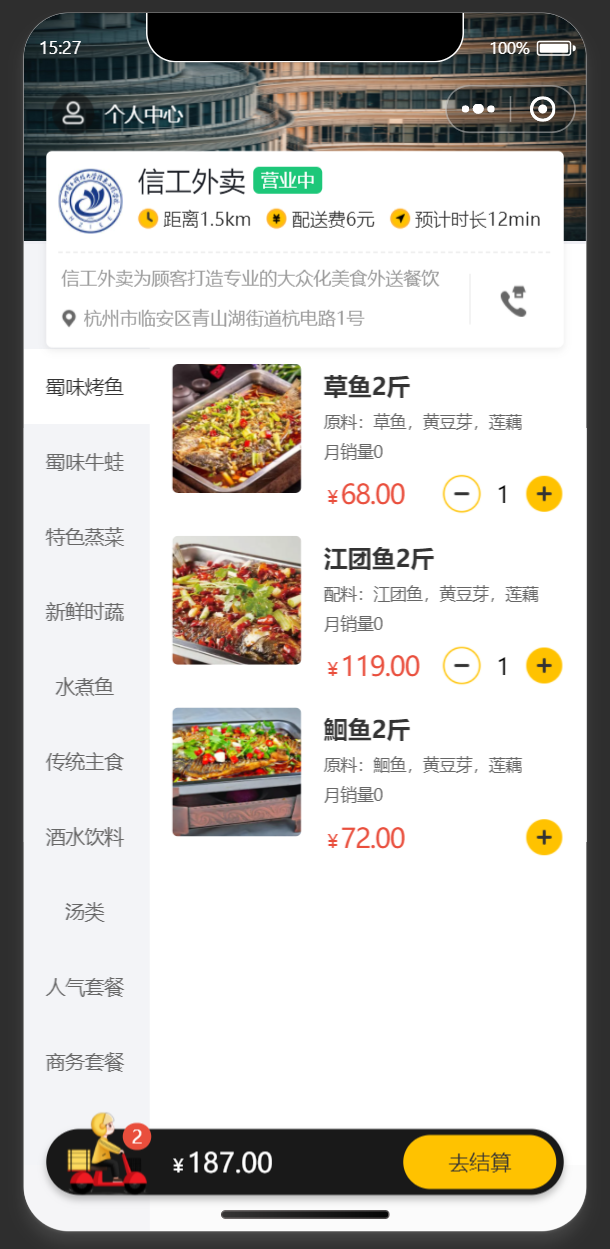 15:27
100%
个人中心
信工外卖 营业中
距离1.5km 配送费6元 预计时长12min
信工外卖为顾客打造专业的大众化美食外送餐饮
杭州市临安区青山湖街道杭电路1号
蜀味烤鱼
蜀味牛蛙
特色蒸菜
新鲜时蔬
水煮鱼
传统主食
酒水饮料
汤类
人气套餐
商务套餐
草鱼2斤
原料：草鱼，黄豆芽，莲藕
月销量0
¥68.00 1
江团鱼2斤
配料：江团鱼，黄豆芽，莲藕
月销量0
¥119.00 1
鮰鱼2斤
原料：鮰鱼，黄豆芽，莲藕
月销量0
¥72.00
2
¥187.00
去结算